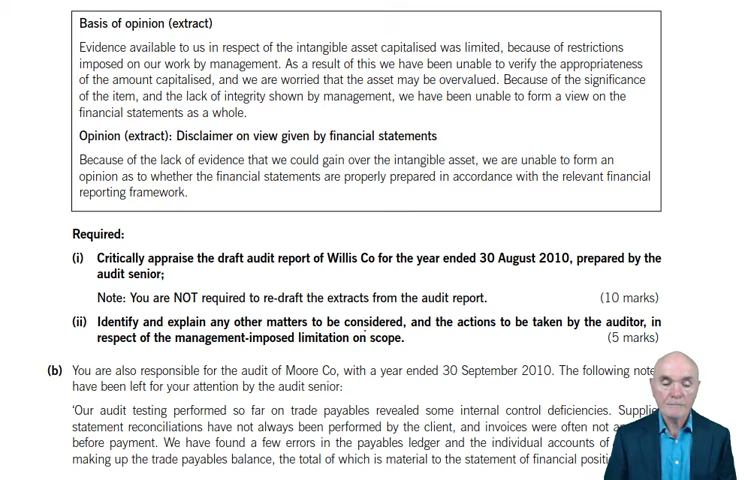 Basis of opinion (extract)
Evidence available to us in respect of the intangible asset capitalised was limited, because of restrictions
imposed on our work by management. As a result of this we have been unable to verify the appropriateness
of the amount capitalised, and we are worried that the asset may be overvalued. Because of the significance
of the item, and the lack of integrity shown by management, we have been unable to form a view on the
financial statements as a whole.
Opinion (extract): Disclaimer on view given by financial statements
Because of the lack of evidence that we could gain over the intangible asset, we are unable to form an
opinion as to whether the financial statements are properly prepared in accordance with the relevant financial
reporting framework.
Required:
(i) Critically appraise the draft audit report of Willis Co for the year ended 30 August 2010, prepared by the
audit senior;
Note: You are NOT required to re-draft the extracts from the audit report. (10 marks)
(ii) Identify and explain any other matters to be considered, and the actions to be taken by the auditor, in
respect of the management-imposed limitation on scope. (5 marks)
(b) You are also responsible for the audit of Moore Co, with a year ended 30 September 2010. The following note
have been left for your attention by the audit senior:
'Our audit testing performed so far on trade payables revealed some internal control deficiencies. Supplie
statement reconciliations have not always been performed by the client, and invoices were often not
before payment. We have found a few errors in the payables ledger and the individual accounts of
making up the trade payables balance, the total of which is material to the statement of financial